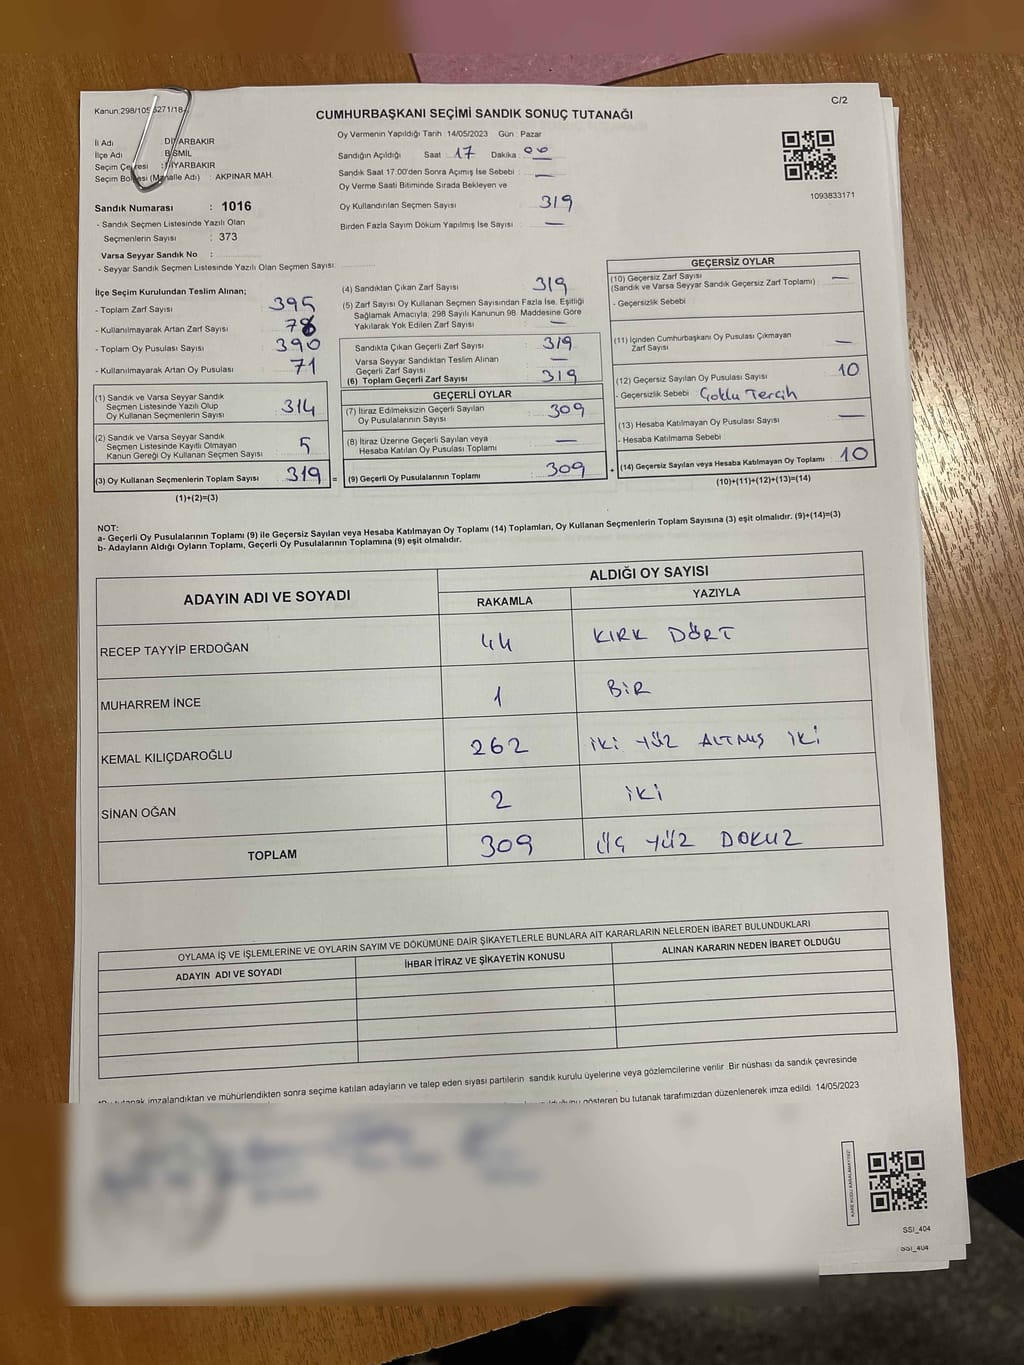 C/2
CUMHURBAŞKANI SEÇİMİ SANDIK SONUÇ TUTANAĞI
Oy Vermenin Yapıldığı Tarih :14/05/2023 Gün : Pazar
İl Adı DİYARBAKIR
İlçe Adı : BİSMİL
Seçim Çevresi : DİYARBAKIR
Seçim Bölgesi (Mahalle Adı) : AKPINAR MAH.
Sandığın Açıldığı Saat : 17 Dakika : 00
Sandık Saat 17.00'den Sonra Açımış İse Sebebi : —
Oy Verme Saati Bitiminde Sırada Bekleyen ve
Oy Kullandırılan Seçmen Sayısı : 319
Birden Fazla Sayım Döküm Yapılmış İse Sayısı : —
1093833171
Sandık Numarası : 1016
- Sandık Seçmen Listesinde Yazılı Olan
Seçmenlerin Sayısı : 373
Varsa Seyyar Sandık No :
- Seyyar Sandık Seçmen Listesinde Yazılı Olan Seçmen Sayısı:
İlçe Seçim Kurulundan Teslim Alınan;
- Toplam Zarf Sayısı : 395
- Kullanılmayarak Artan Zarf Sayısı :
- Toplam Oy Pusulası Sayısı : 390
- Kullanılmayarak Artan Oy Pusulası : 71
(1) Sandık ve Varsa Seyyar Sandık
Seçmen Listesinde Yazılı Olup
Oy Kullanan Seçmenlerin Sayısı : 314
(2) Sandık ve Varsa Seyyar Sandık
Seçmen Listesinde Kayıtlı Olmayan
Kanun Gereği Oy Kullanan Seçmen Sayısı : 5
(3) Oy Kullanan Seçmenlerin Toplam Sayısı : 319 =
(1)+(2)=(3)
(4) Sandıktan Çıkan Zarf Sayısı : 319
(5) Zarf Sayısı Oy Kullanan Seçmen Sayısından Fazla İse, Eşitliği
Sağlamak Amacıyla; 298 Sayılı Kanunun 98. Maddesine Göre
Yakılarak Yok Edilen Zarf Sayısı : —
Sandıkta Çıkan Geçerli Zarf Sayısı : 319
Varsa Seyyar Sandıktan Teslim Alınan
Geçerli Zarf Sayısı : —
(6) Toplam Geçerli Zarf Sayısı : 319
GEÇERLİ OYLAR
(7) İtiraz Edilmeksizin Geçerli Sayılan
Oy Pusulalarının Sayısı : 309
(8) İtiraz Üzerine Geçerli Sayılan veya
Hesaba Katılan Oy Pusulası Toplamı : —
(9) Geçerli Oy Pusulalarının Toplamı : 309 +
GEÇERSİZ OYLAR
(10) Geçersiz Zarf Sayısı
(Sandık ve Varsa Seyyar Sandık Geçersiz Zarf Toplamı) : —
- Geçersizlik Sebebi
(11) İçinden Cumhurbaşkanı Oy Pusulası Çıkmayan
Zarf Sayısı : —
(12) Geçersiz Sayılan Oy Pusulası Sayısı : 10
- Geçersizlik Sebebi : Çoklu Tercih
(13) Hesaba Katılmayan Oy Pusulası Sayısı : —
- Hesaba Katılmama Sebebi
(14) Geçersiz Sayılan veya Hesaba Katılmayan Oy Toplamı : 10
(10)+(11)+(12)+(13)=(14)
NOT:
a- Geçerli Oy Pusulalarının Toplamı (9) ile Geçersiz Sayılan veya Hesaba Katılmayan Oy Toplamı (14) Toplamları, Oy Kullanan Seçmenlerin Toplam Sayısına (3) eşit olmalıdır. (9)+(14)=(3)
b- Adayların Aldığı Oyların Toplamı, Geçerli Oy Pusulalarının Toplamına (9) eşit olmalıdır.
ADAYIN ADI VE SOYADI ALDIĞI OY SAYISI
RAKAMLA YAZIYLA
RECEP TAYYİP ERDOĞAN 44 KIRK DÖRT
MUHARREM İNCE 1 BİR
KEMAL KILIÇDAROĞLU 262 İKİ YÜZ ALTMIŞ İKİ
SİNAN OĞAN 2 İKİ
TOPLAM 309 ÜÇ YÜZ DOKUZ
OYLAMA İŞ VE İŞLEMLERİNE VE OYLARIN SAYIM VE DÖKÜMÜNE DAİR ŞİKAYETLERLE BUNLARA AİT KARARLARIN NELERDEN İBARET BULUNDUKLARI
ADAYIN ADI VE SOYADI İHBAR İTİRAZ VE ŞİKAYETİN KONUSU ALINAN KARARIN NEDEN İBARET OLDUĞU
tutanak imzalandıktan ve mühürlendikten sonra seçime katılan adayların ve talep eden siyasi partilerin sandık kurulu üyelerine veya gözlemcilerine verilir. Bir nüshası da sandık çevresinde
gösteren bu tutanak tarafımızdan düzenlenerek imza edildi. 14/05/2023
KARE KODU KARALAMAYINIZ!
SSI_404
SSI_404